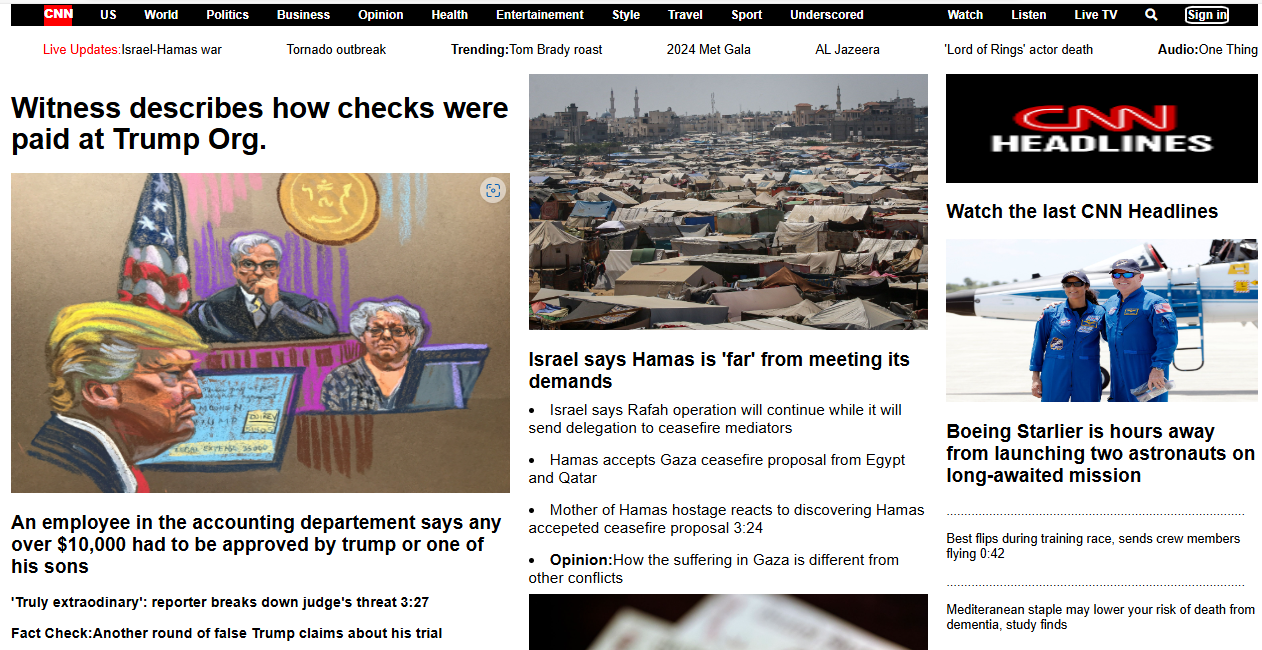 CNN US World Politics Business Opinion Health Entertainement Style Travel Sport Underscored Watch Listen Live TV Sign in
Live Updates:Israel-Hamas war Tornado outbreak Trending:Tom Brady roast 2024 Met Gala AL Jazeera 'Lord of Rings' actor death Audio:One Thing
Witness describes how checks were
paid at Trump Org.
An employee in the accounting departement says any
over $10,000 had to be approved by trump or one of
his sons
'Truly extraodinary': reporter breaks down judge's threat 3:27
Fact Check:Another round of false Trump claims about his trial
Israel says Hamas is 'far' from meeting its
demands
• Israel says Rafah operation will continue while it will
send delegation to ceasefire mediators
• Hamas accepts Gaza ceasefire proposal from Egypt
and Qatar
• Mother of Hamas hostage reacts to discovering Hamas
accepeted ceasefire proposal 3:24
• Opinion:How the suffering in Gaza is different from
other conflicts
CNN
HEADLINES
Watch the last CNN Headlines
Boeing Starlier is hours away
from launching two astronauts on
long-awaited mission
Best flips during training race, sends crew members
flying 0:42
Mediteranean staple may lower your risk of death from
dementia, study finds